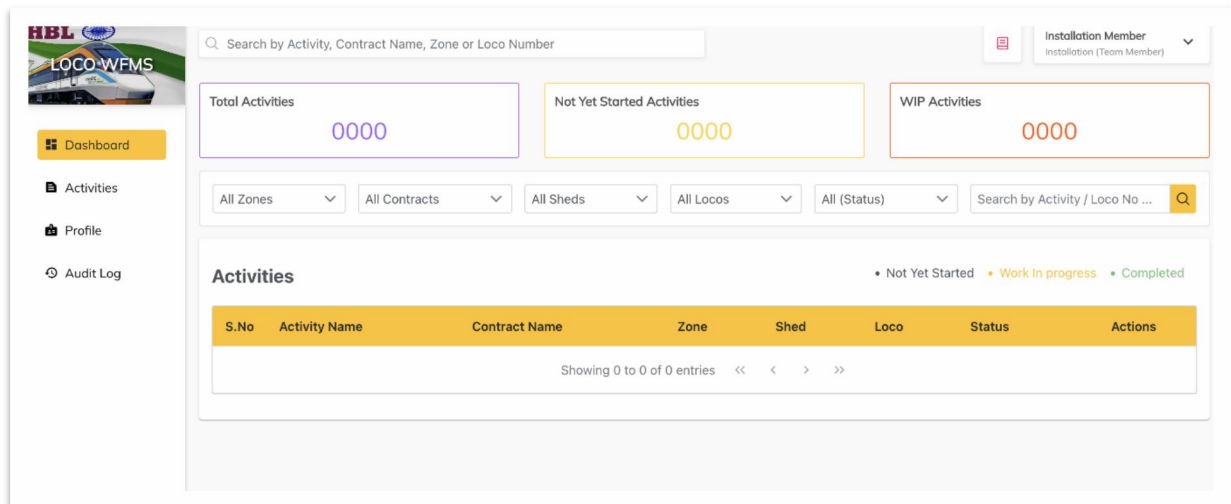 HBL
LOCO WFMS
Search by Activity, Contract Name, Zone or Loco Number
Installation Member
Installation (Team Member)
Total Activities
0000
Not Yet Started Activities
0000
WIP Activities
0000
Dashboard
Activities
Profile
Audit Log
All Zones All Contracts All Sheds All Locos All (Status) Search by Activity / Loco No ...
Activities
• Not Yet Started • Work In progress • Completed
S.No Activity Name Contract Name Zone Shed Loco Status Actions
Showing 0 to 0 of 0 entries << < > >>